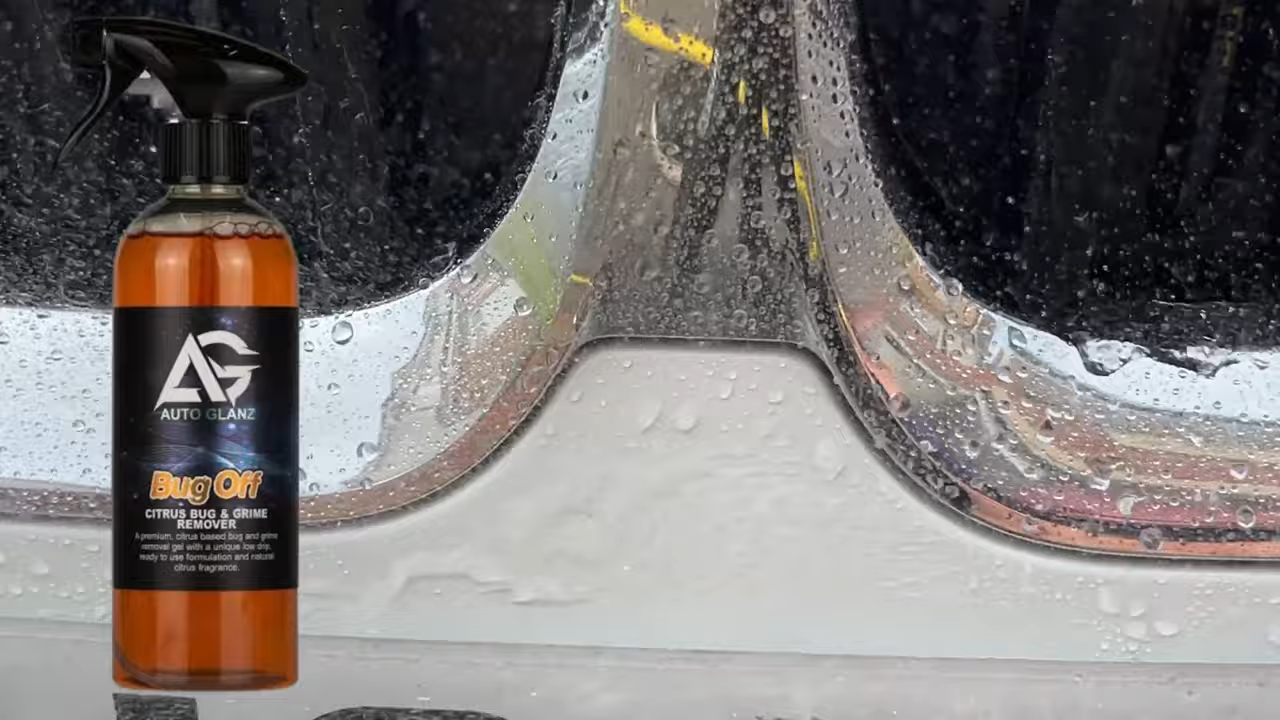 AG
AUTO GLANZ
Bug Off
CITRUS BUG & GRIME
REMOVER
A premium, citrus based bug and grime
removal gel with a unique low drip,
ready to use formulation and natural
citrus fragrance.